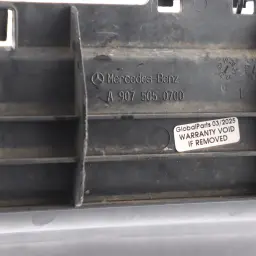 Mercedes-Benz
A 907 505 0700
GlobalParts 03/2025
WARRANTY VOID
IF REMOVED